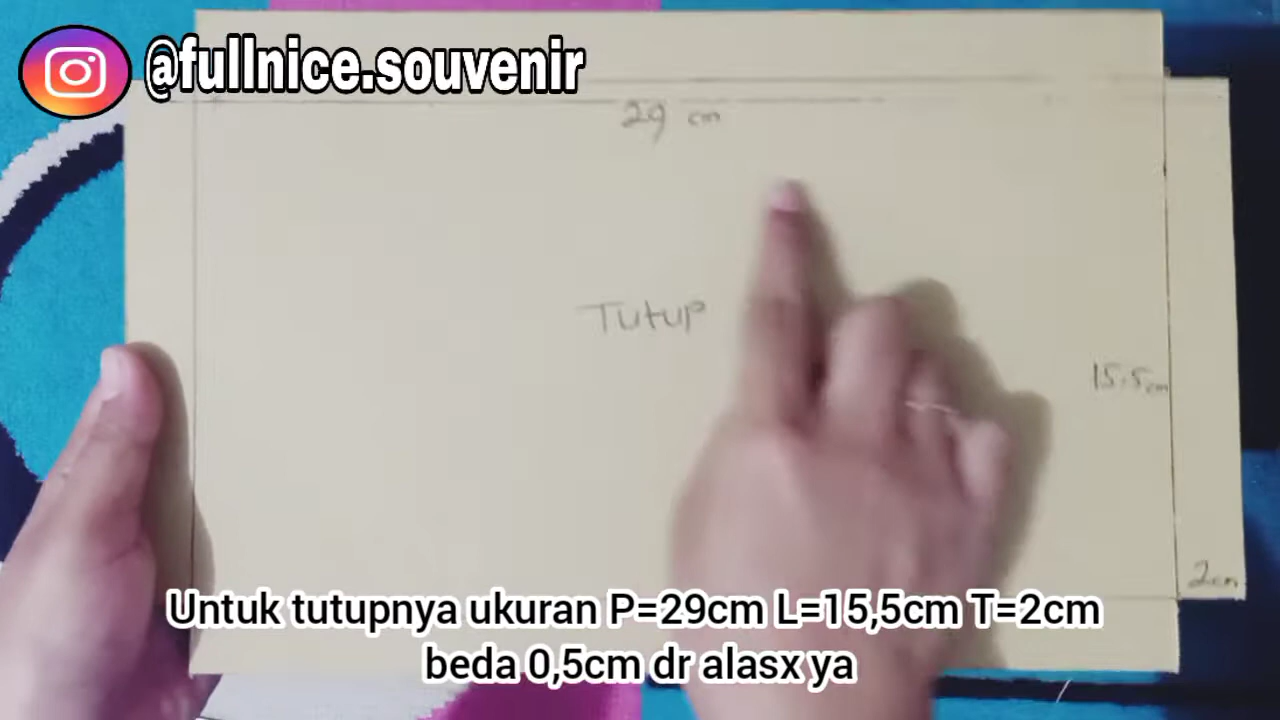 @fullnice.souvenir
29 cm
Tutup
15.5cm
2cm
Untuk tutupnya ukuran P=29cm L=15,5cm T=2cm
beda 0,5cm dr alasx ya